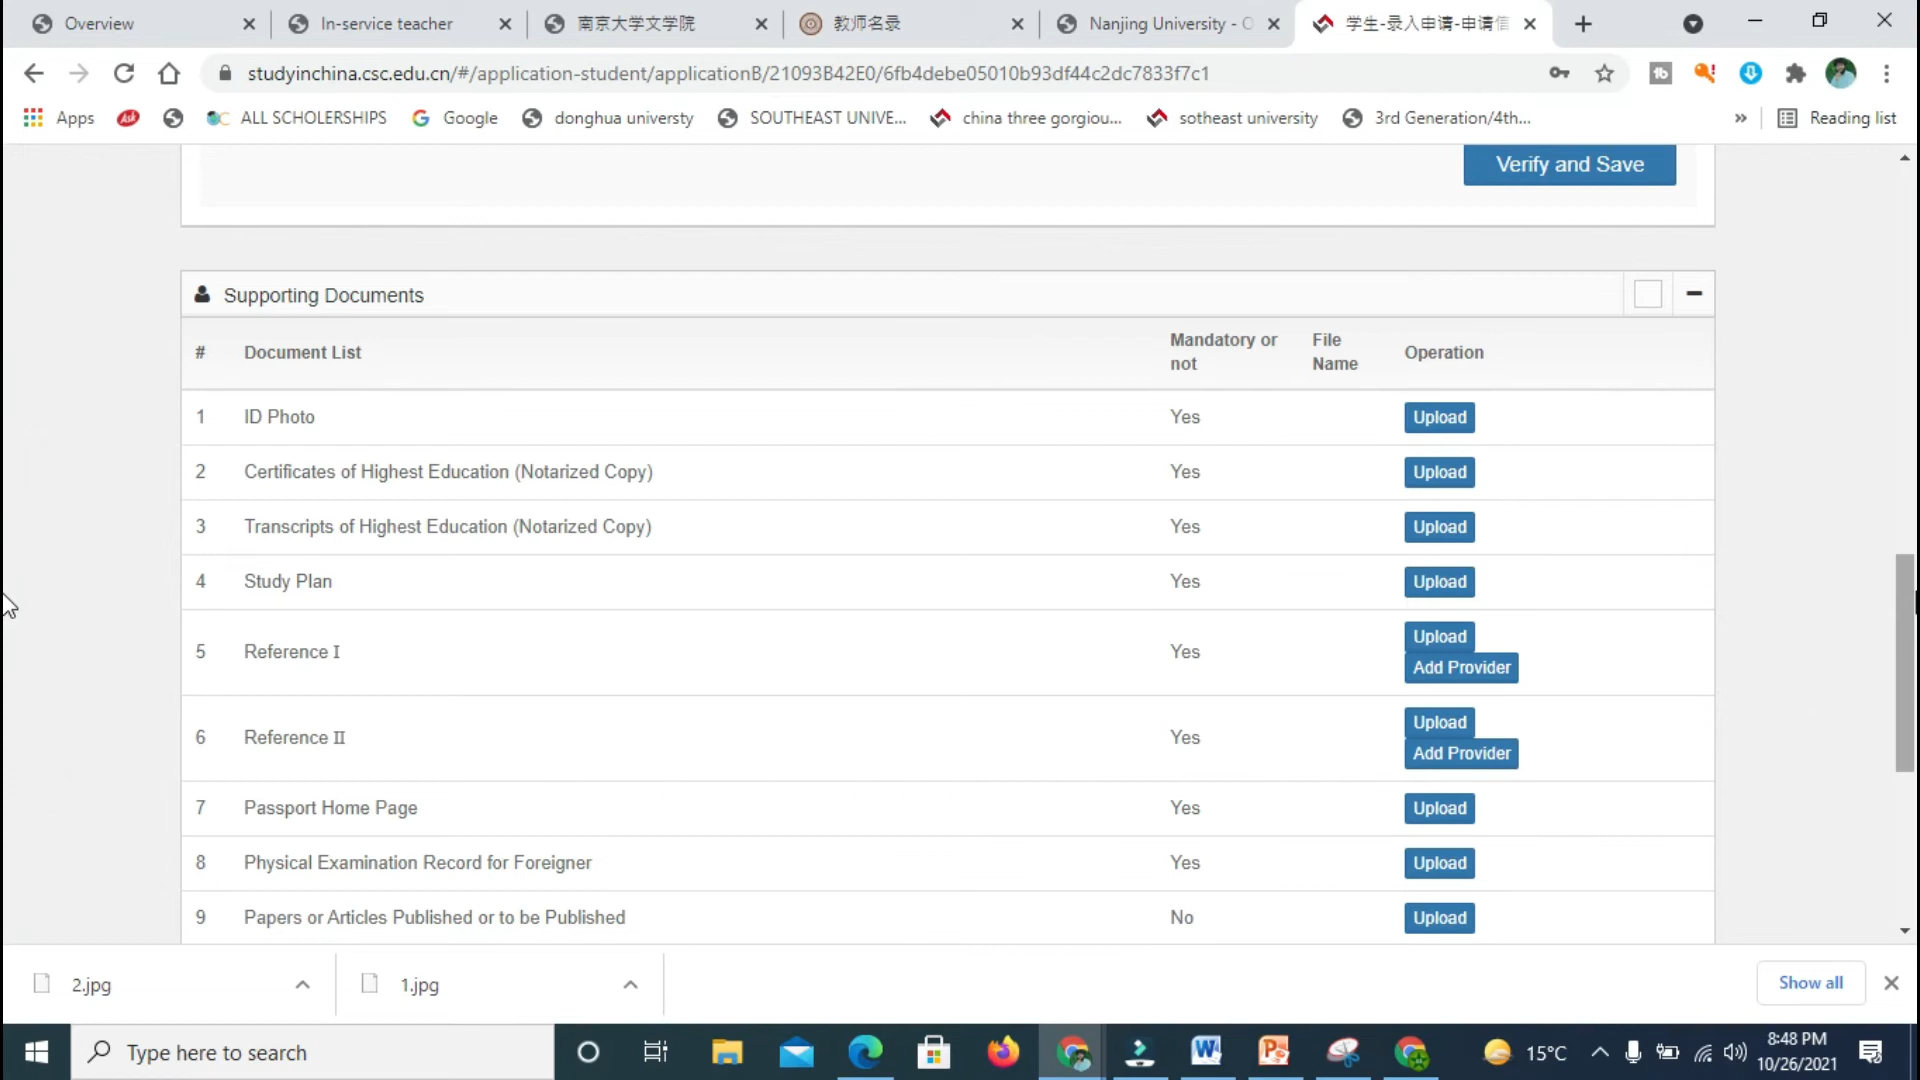 Overview
In-service teacher
南京大学文学院
教师名录
Nanjing University - O
学生-录入申请-申请信
studyinchina.csc.edu.cn/#/application-student/applicationB/21093B42E0/6fb4debe05010b93df44c2dc7833f7c1
Apps
Ask
ALL SCHOLERSHIPS
Google
donghua universty
SOUTHEAST UNIVE...
china three gorgiou...
sotheast university
3rd Generation/4th...
»
Reading list
Verify and Save
Supporting Documents
# Document List Mandatory or not File Name Operation
1 ID Photo Yes Upload
2 Certificates of Highest Education (Notarized Copy) Yes Upload
3 Transcripts of Highest Education (Notarized Copy) Yes Upload
4 Study Plan Yes Upload
5 Reference I Yes Upload
Add Provider
6 Reference II Yes Upload
Add Provider
7 Passport Home Page Yes Upload
8 Physical Examination Record for Foreigner Yes Upload
9 Papers or Articles Published or to be Published No Upload
2.jpg
1.jpg
Show all
Type here to search
15°C
8:48 PM
10/26/2021